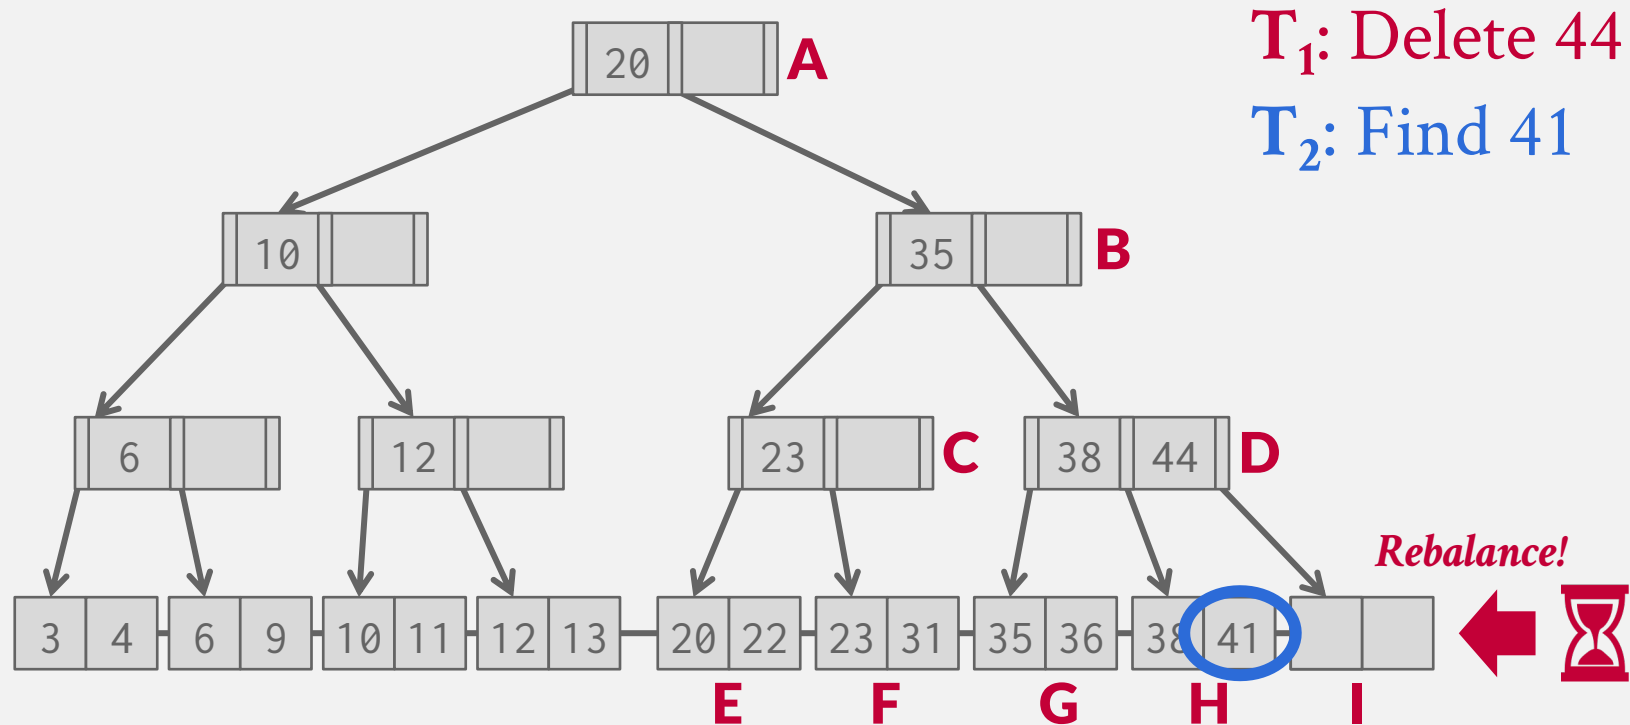 T1: Delete 44
T2: Find 41
20 A
10
35 B
6
12
23 C
38 44 D
Rebalance!
3 4 6 9 10 11 12 13 20 22 23 31 35 36 38 41
E F G H I